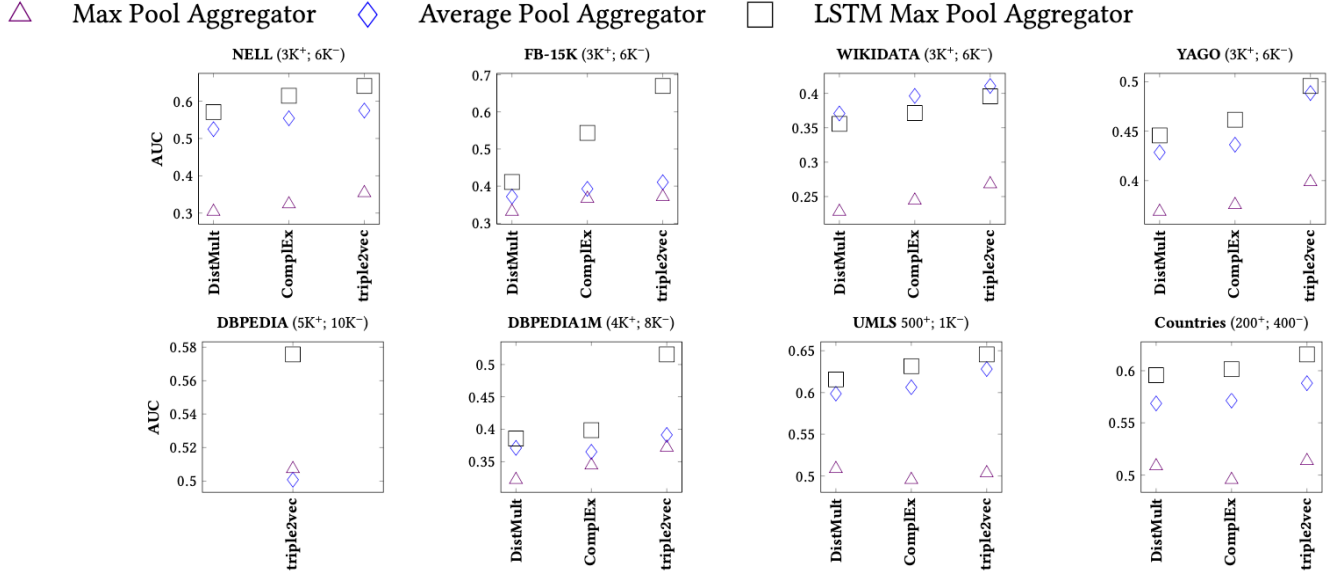 Max Pool Aggregator Average Pool Aggregator LSTM Max Pool Aggregator
NELL (3K⁺; 6K⁻)
0.6
0.5
0.4
0.3
AUC
DistMult
ComplEx
triple2vec
FB-15K (3K⁺; 6K⁻)
0.7
0.6
0.5
0.4
0.3
DistMult
ComplEx
triple2vec
WIKIDATA (3K⁺; 6K⁻)
0.4
0.35
0.3
0.25
DistMult
ComplEx
triple2vec
YAGO (3K⁺; 6K⁻)
0.5
0.45
0.4
DistMult
ComplEx
triple2vec
DBPEDIA (5K⁺; 10K⁻)
0.58
0.56
0.54
0.52
0.5
AUC
triple2vec
DBPEDIA1M (4K⁺; 8K⁻)
0.5
0.45
0.4
0.35
DistMult
ComplEx
triple2vec
UMLS 500⁺; 1K⁻)
0.65
0.6
0.55
0.5
DistMult
ComplEx
triple2vec
Countries (200⁺; 400⁻)
0.6
0.55
0.5
DistMult
ComplEx
triple2vec